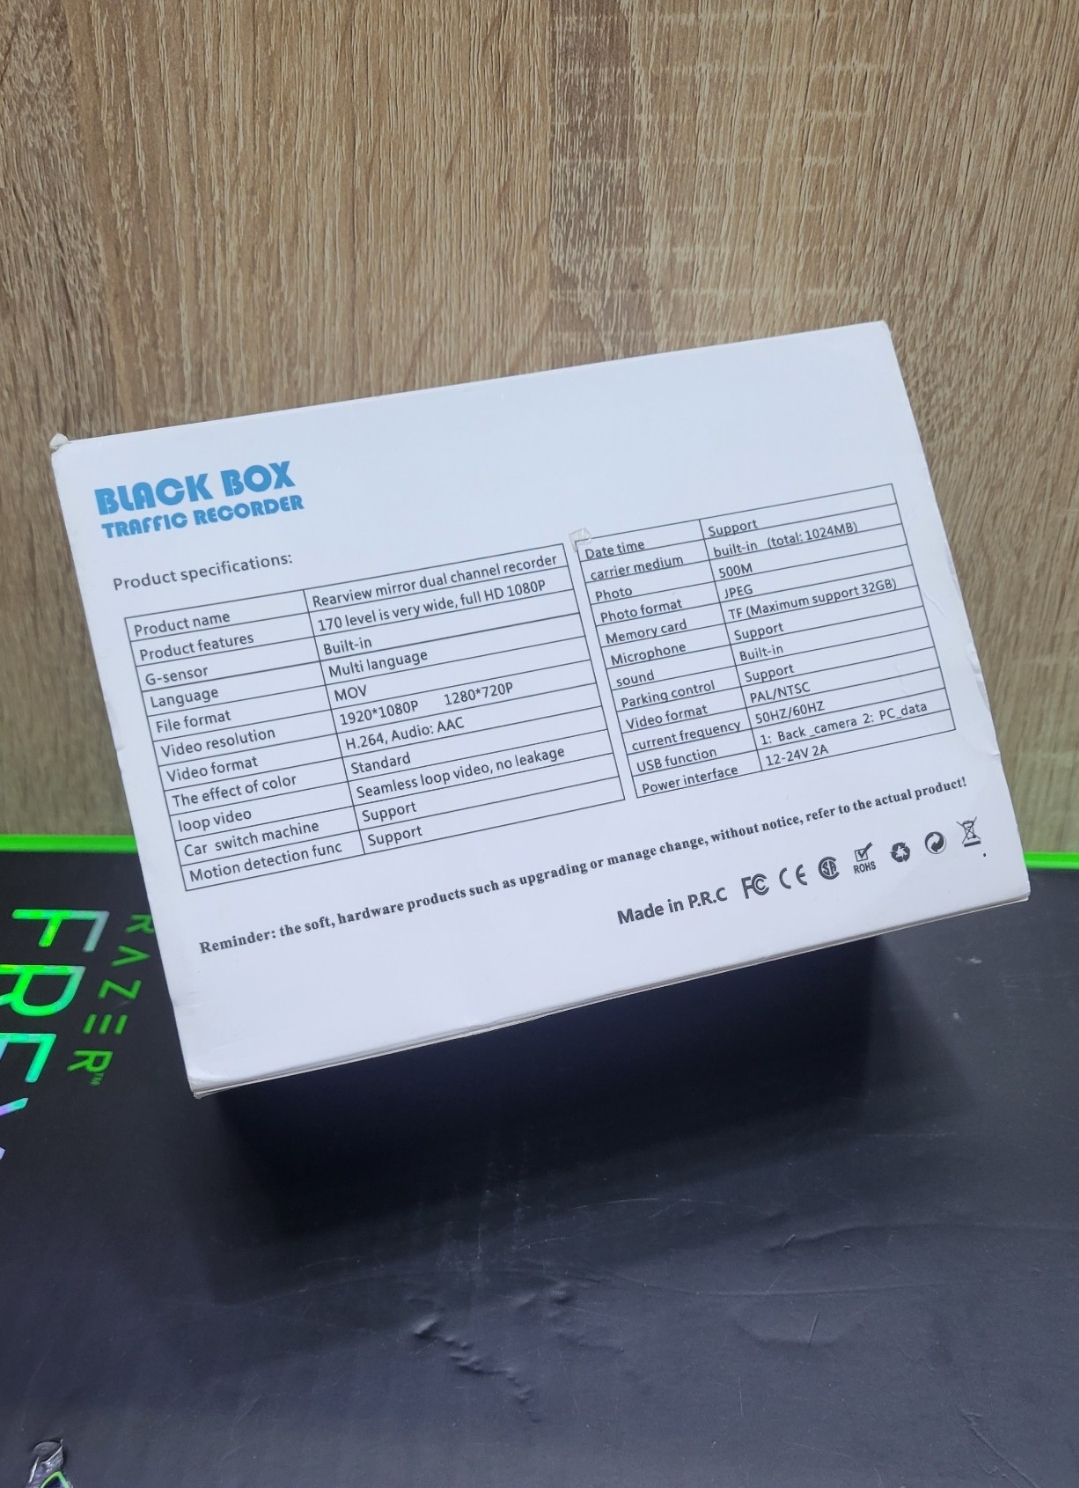 BLACK BOX
TRAFFIC RECORDER
Product specifications:
Product name Rearview mirror dual channel recorder
Product features 170 level is very wide, full HD 1080P
G-sensor Built-in
Language Multi language
File format MOV
Video resolution 1920*1080P 1280*720P
Video format H.264, Audio: AAC
The effect of color Standard
loop video Seamless loop video, no leakage
Car switch machine Support
Motion detection func Support
Date time Support
carrier medium built-in (total: 1024MB)
Photo 500M
Photo format JPEG
Memory card TF (Maximum support 32GB)
Microphone Support
sound Built-in
Parking control Support
Video format PAL/NTSC
current frequency 50HZ/60HZ
USB function 1: Back _camera 2: PC_data
Power interface 12-24V 2A
Reminder: the soft, hardware products such as upgrading or manage change, without notice, refer to the actual product!
Made in P.R.C FC CE ROHS
RAZER™